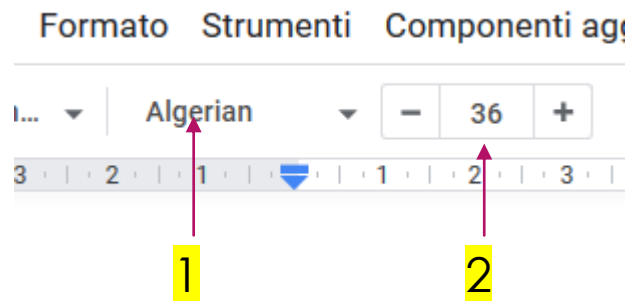 Formato Strumenti Componenti agg
... Algerian − 36 +
3 2 1 1 2 3
1 2